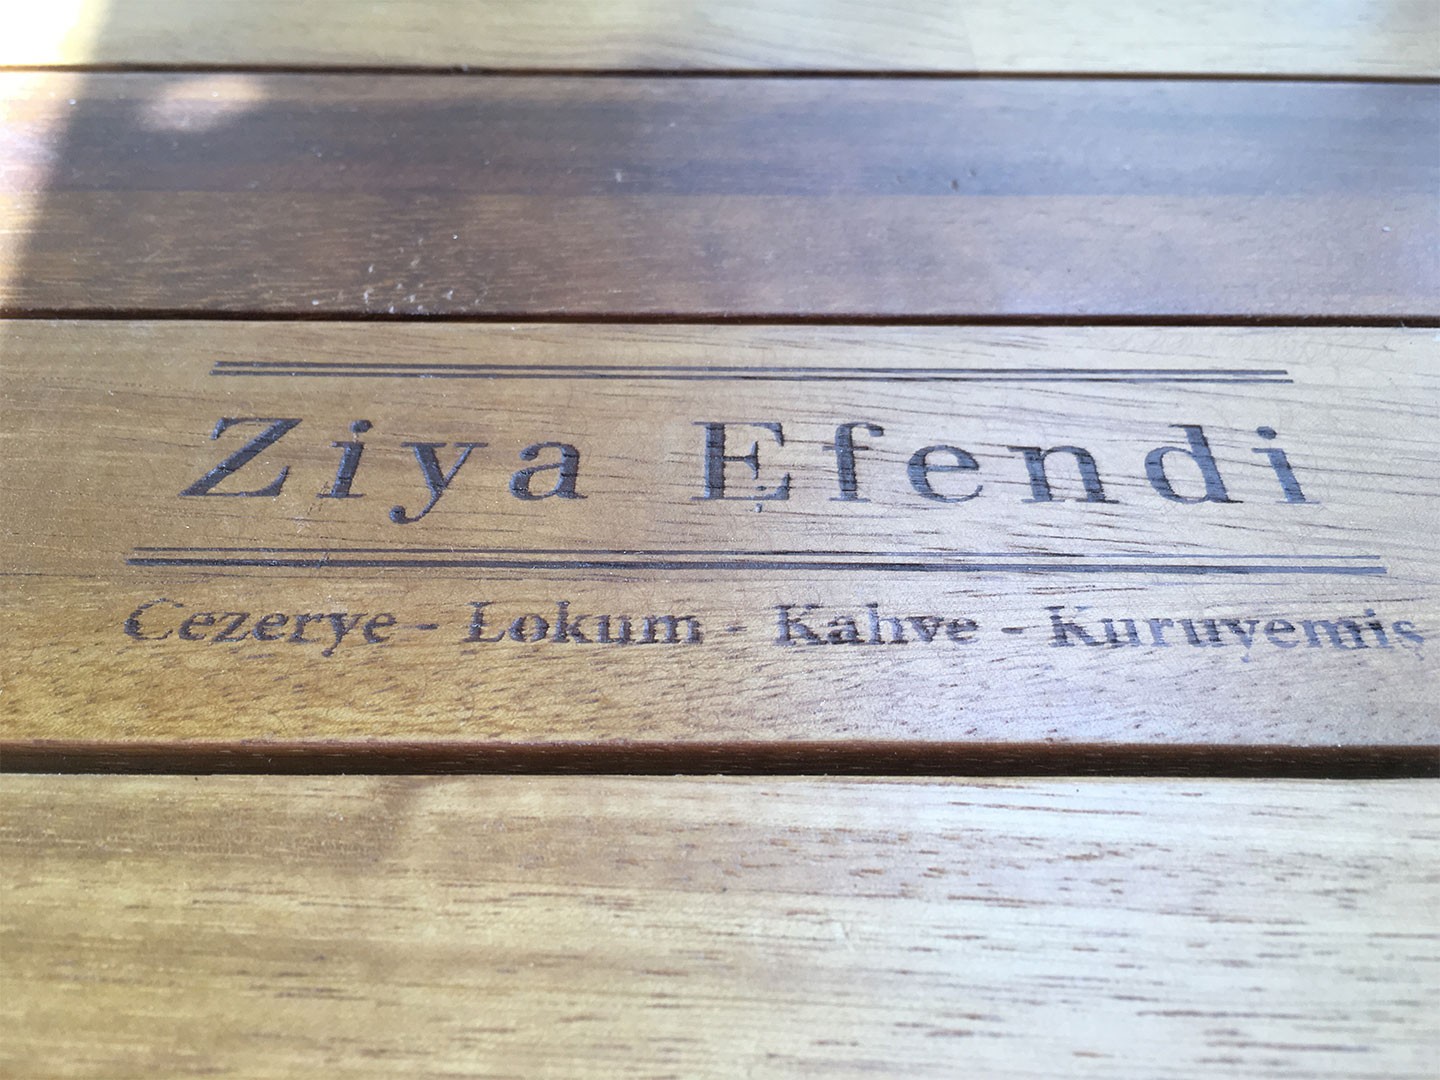 Ziya Efendi
Cezerye - Lokum - Kahve - Kuruyemiş